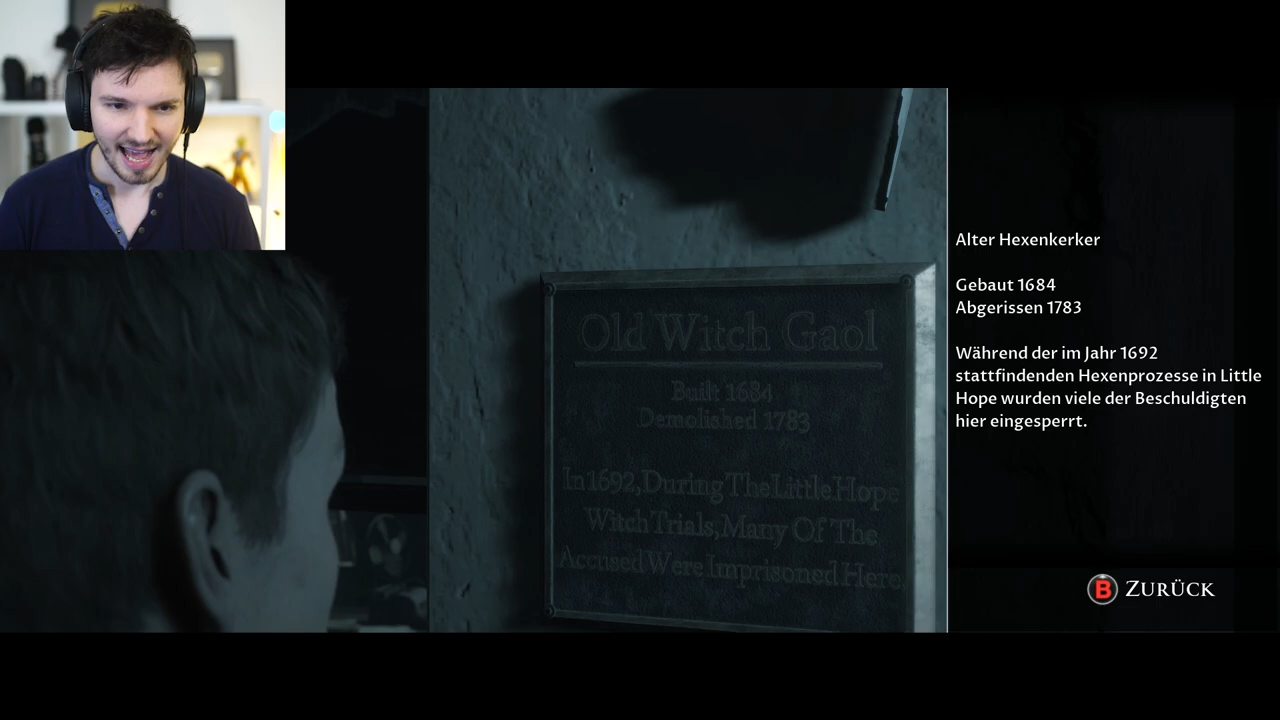 Old Witch Gaol
Built 1684
Demolished 1783
In 1692, During The Little Hope
Witch Trials, Many Of The
Accused Were Imprisoned Here
Alter Hexenkerker
Gebaut 1684
Abgerissen 1783
Während der im Jahr 1692
stattfindenden Hexenprozesse in Little
Hope wurden viele der Beschuldigten
hier eingesperrt.
B ZURÜCK